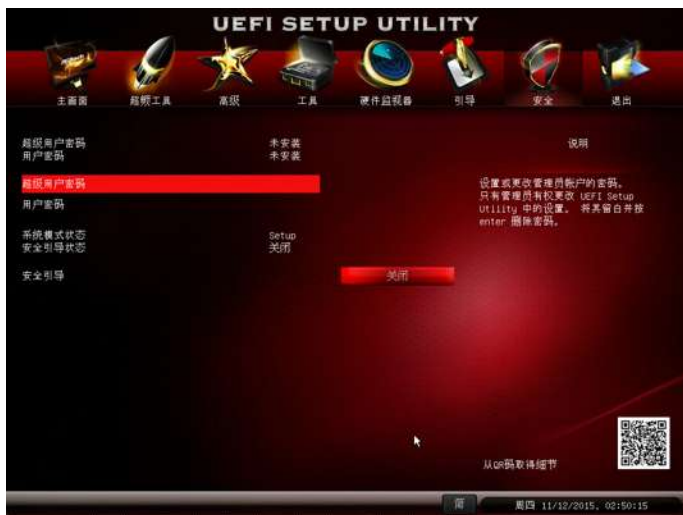 UEFI SETUP UTILITY
主画面 超频工具 高级 工具 硬件监视器 引导 安全 退出
超级用户密码 未安装 说明
用户密码 未安装
超级用户密码 设置或更改管理员帐户的密码。
只有管理员有权更改 UEFI Setup
用户密码 Utility 中的设置。 将其留白并按
enter 删除密码。
系统模式状态 Setup
安全引导状态 关闭
安全引导 关闭
从QR码取得细节
简 周四 11/12/2015, 02:50:15